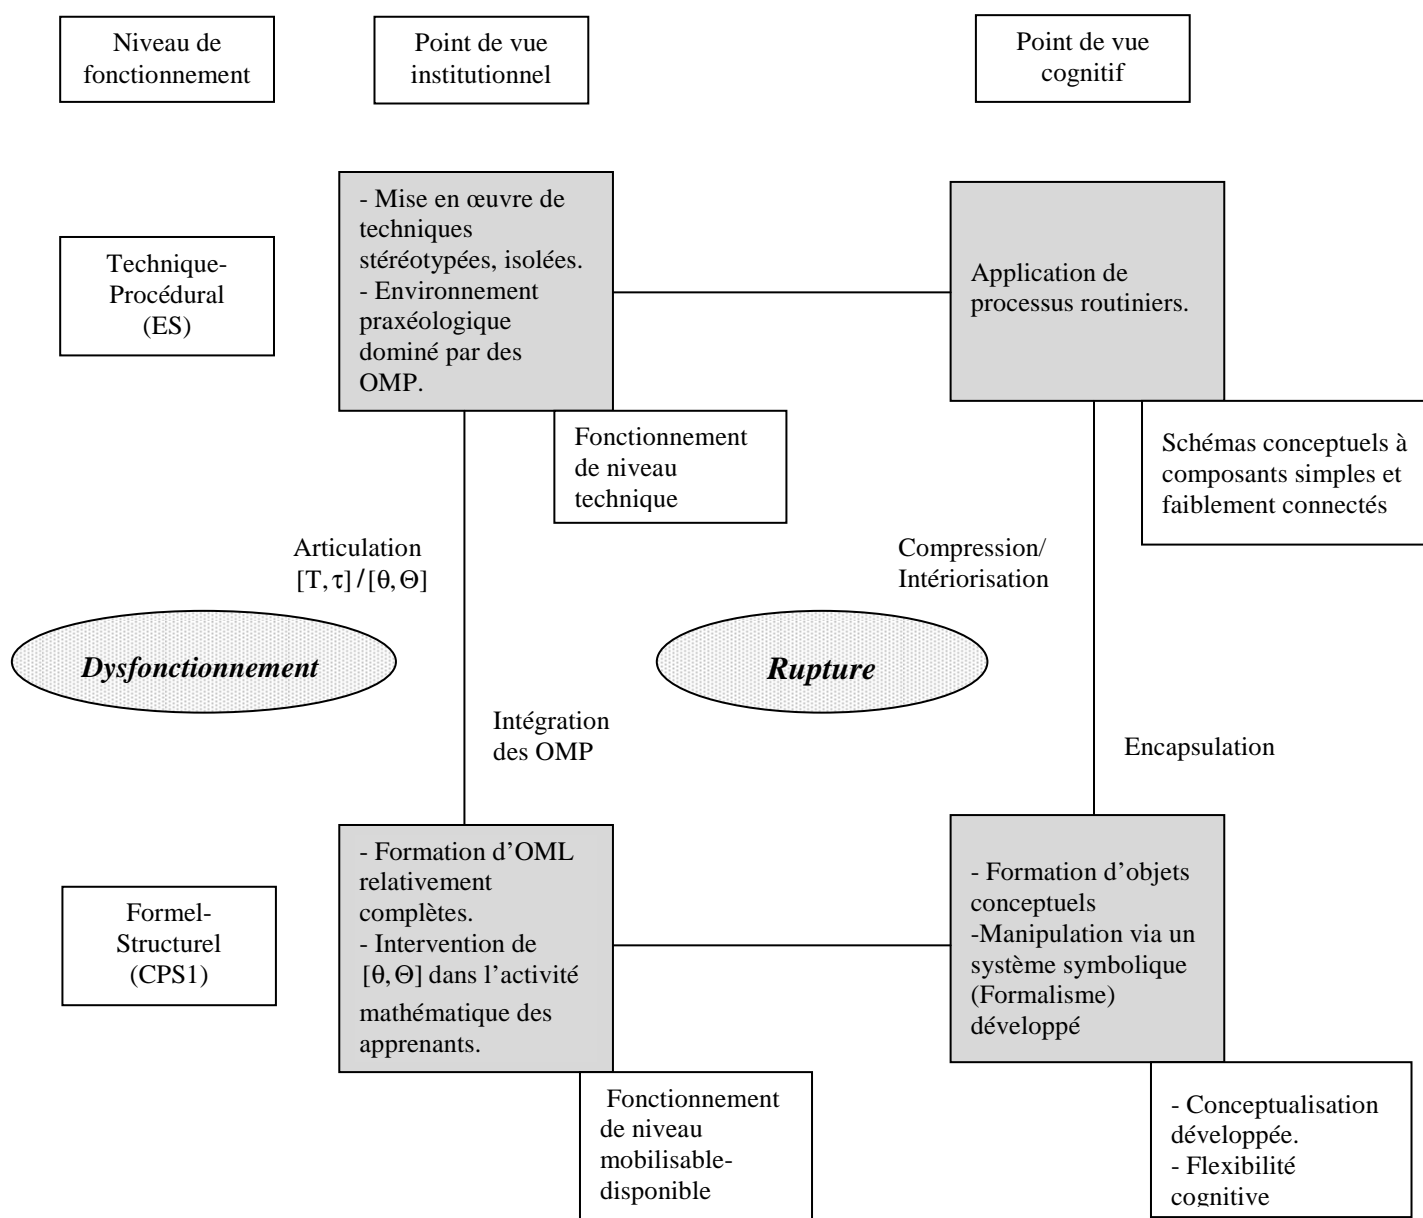 Niveau de
fonctionnement
Point de vue
institutionnel
Point de vue
cognitif
Technique-
Procédural
(ES)
- Mise en œuvre de
techniques
stéréotypées, isolées.
- Environnement
praxéologique
dominé par des
OMP.
Application de
processus routiniers.
Fonctionnement
de niveau
technique
Schémas conceptuels à
composants simples et
faiblement connectés
Articulation
[T, τ] / [θ, Θ]
Compression/
Intériorisation
Dysfonctionnement
Rupture
Intégration
des OMP
Encapsulation
Formel-
Structurel
(CPS1)
- Formation d’OML
relativement
complètes.
- Intervention de
[θ, Θ] dans l’activité
mathématique des
apprenants.
- Formation d’objets
conceptuels
-Manipulation via un
système symbolique
(Formalisme)
développé
Fonctionnement
de niveau
mobilisable-
disponible
- Conceptualisation
développée.
- Flexibilité
cognitive